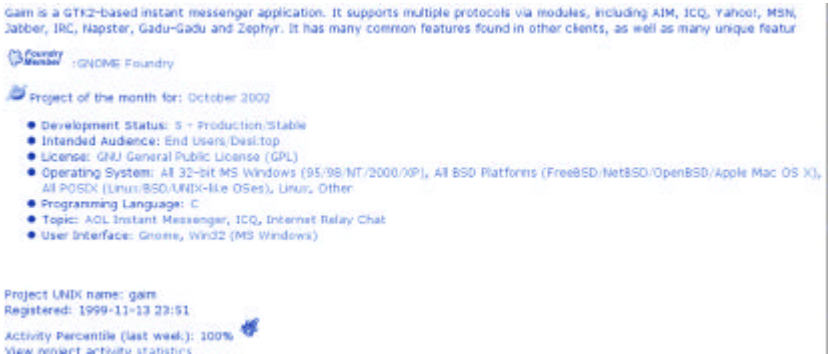 Gaim is a GTK2-based instant messenger application. It supports multiple protocols via modules, including AIM, ICQ, Yahoo!, MSN,
Jabber, IRC, Napster, Gadu-Gadu and Zephyr. It has many common features found in other clients, as well as many unique featur
Foundry
Member :GNOME Foundry
Project of the month for: October 2002
● Development Status: 5 - Production/Stable
● Intended Audience: End Users/Desktop
● License: GNU General Public License (GPL)
● Operating System: All 32-bit MS Windows (95/98/NT/2000/XP), All BSD Platforms (FreeBSD/NetBSD/OpenBSD/Apple Mac OS X),
All POSIX (Linux/BSD/UNIX-like OSes), Linux, Other
● Programming Language: C
● Topic: AOL Instant Messenger, ICQ, Internet Relay Chat
● User Interface: Gnome, Win32 (MS Windows)
Project UNIX name: gaim
Registered: 1999-11-13 23:51
Activity Percentile (last week): 100%
View project activity statistics